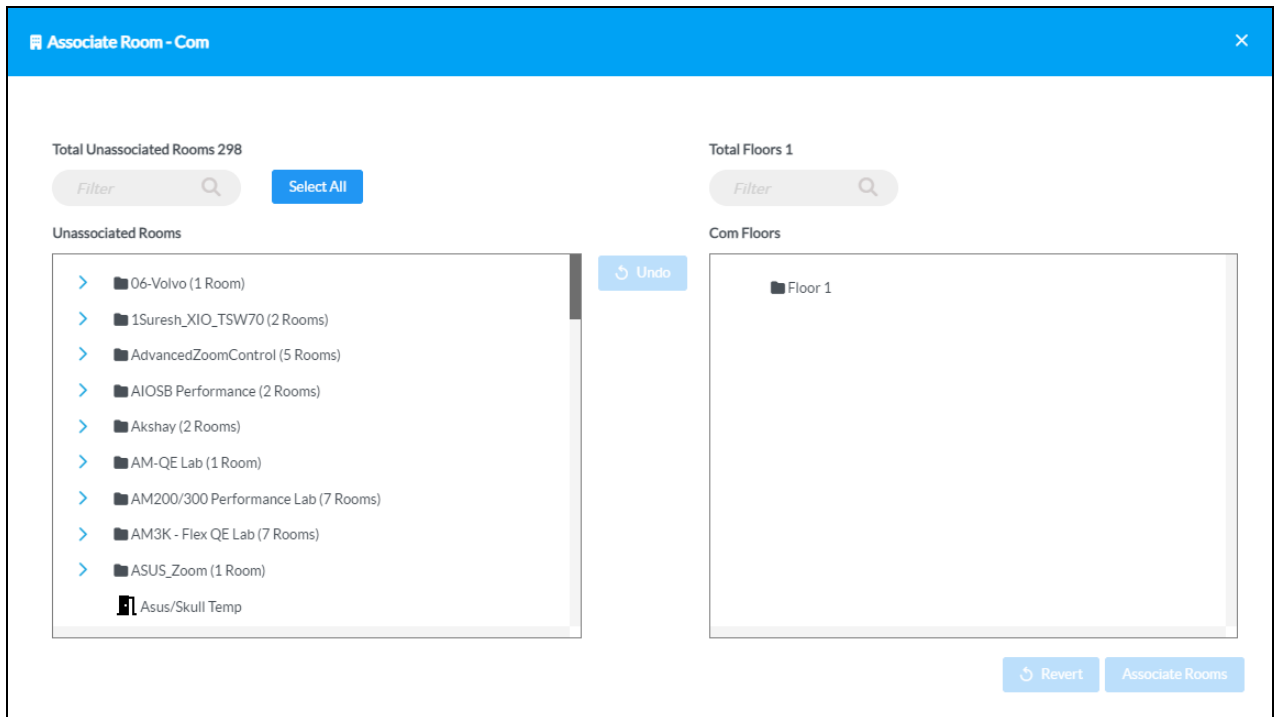 Associate Room - Com
Total Unassociated Rooms 298
Filter
Select All
Unassociated Rooms
06-Volvo (1 Room)
1Suresh_XIO_TSW70 (2 Rooms)
AdvancedZoomControl (5 Rooms)
AIOSB Performance (2 Rooms)
Akshay (2 Rooms)
AM-QE Lab (1 Room)
AM200/300 Performance Lab (7 Rooms)
AM3K - Flex QE Lab (7 Rooms)
ASUS_Zoom (1 Room)
Asus/Skull Temp
Undo
Total Floors 1
Filter
Com Floors
Floor 1
Revert
Associate Rooms